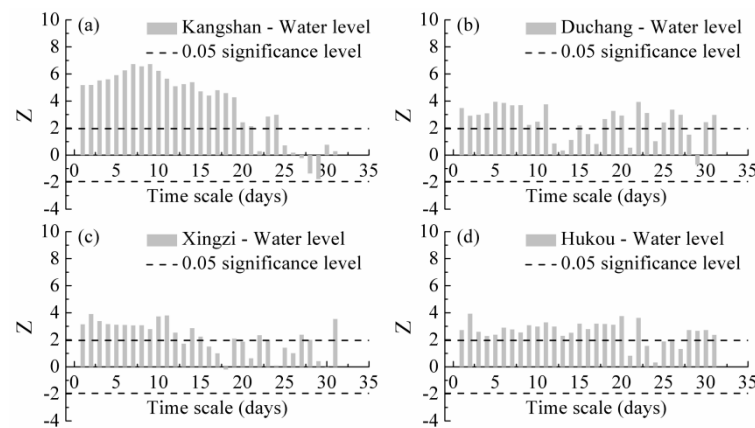 (a) Kangshan - Water level
0.05 significance level
Z
10
8
6
4
2
0
-2
-4
0 5 10 15 20 25 30 35
Time scale (days)
(b) Duchang - Water level
0.05 significance level
Z
10
8
6
4
2
0
-2
-4
0 5 10 15 20 25 30 35
Time scale (days)
(c) Xingzi - Water level
0.05 significance level
Z
10
8
6
4
2
0
-2
-4
0 5 10 15 20 25 30 35
Time scale (days)
(d) Hukou - Water level
0.05 significance level
Z
10
8
6
4
2
0
-2
-4
0 5 10 15 20 25 30 35
Time scale (days)